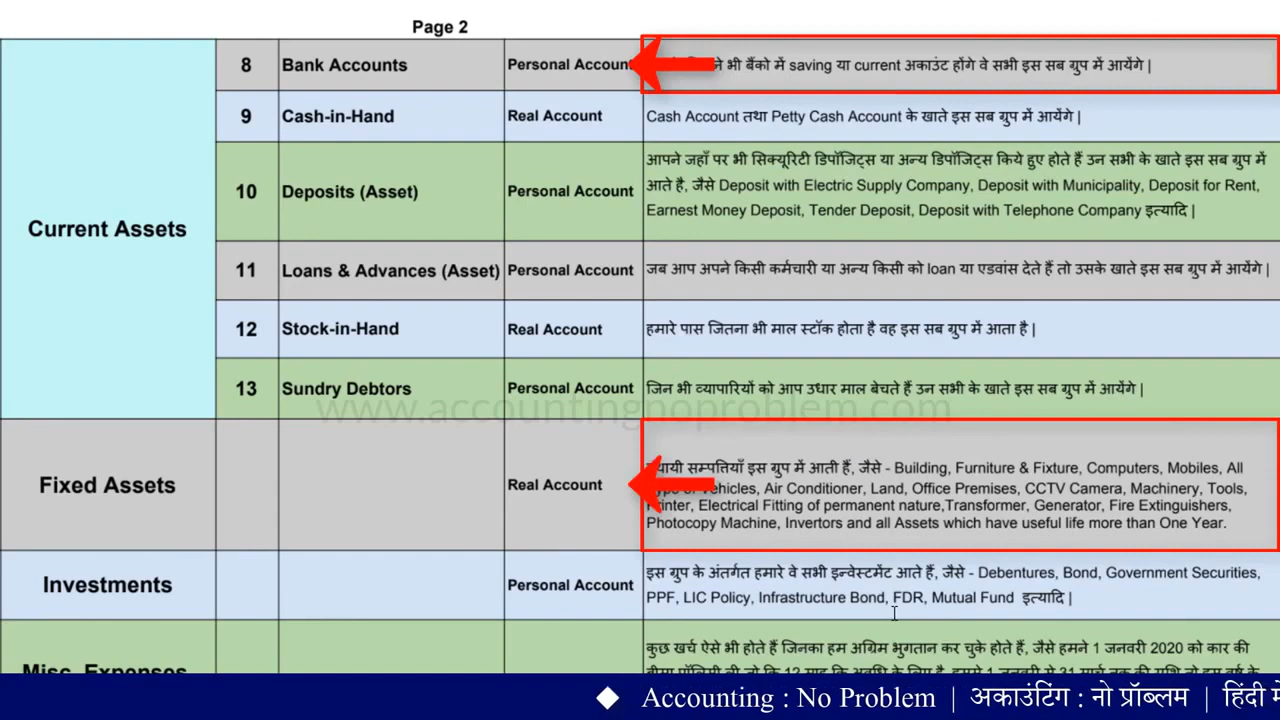 Page 2
8 Bank Accounts Personal Account भी बैंको में saving या current अकाउंट होंगे वे सभी इस सब ग्रुप में आयेंगे |
9 Cash-in-Hand Real Account Cash Account तथा Petty Cash Account के खाते इस सब ग्रुप में आयेंगे |
Current Assets
10 Deposits (Asset) Personal Account
आपने जहाँ पर भी सिक्यूरिटी डिपॉजिट्स या अन्य डिपॉजिट्स किये हुए होते हैं उन सभी के खाते इस सब ग्रुप में
आते है, जैसे Deposit with Electric Supply Company, Deposit with Municipality, Deposit for Rent,
Earnest Money Deposit, Tender Deposit, Deposit with Telephone Company इत्यादि |
11 Loans & Advances (Asset) Personal Account जब आप अपने किसी कर्मचारी या अन्य किसी को loan या एडवांस देते हैं तो उसके खाते इस सब ग्रुप में आयेंगे |
12 Stock-in-Hand Real Account हमारे पास जितना भी माल स्टॉक होता है वह इस सब ग्रुप में आता है |
13 Sundry Debtors Personal Account जिन भी व्यापारियों को आप उधार माल बेचते हैं उन सभी के खाते इस सब ग्रुप में आयेंगे |
www.accountingnoproblem.com
Fixed Assets Real Account
सम्पत्तियाँ इस ग्रुप में आती हैं, जैसे - Building, Furniture & Fixture, Computers, Mobiles, All
Vehicles, Air Conditioner, Land, Office Premises, CCTV Camera, Machinery, Tools,
Printer, Electrical Fitting of permanent nature,Transformer, Generator, Fire Extinguishers,
Photocopy Machine, Invertors and all Assets which have useful life more than One Year.
Investments Personal Account
इस ग्रुप के अंतर्गत हमारे वे सभी इन्वेस्टमेंट आते हैं, जैसे - Debentures, Bond, Government Securities,
PPF, LIC Policy, Infrastructure Bond, FDR, Mutual Fund इत्यादि |
Misc. Expenses
कुछ खर्च ऐसे भी होते हैं जिनका हम अग्रिम भुगतान कर चुके होते हैं, जैसे हमने 1 जनवरी 2020 को कार की
Accounting : No Problem | अकाउंटिंग : नो प्रॉब्लम | हिंदी में